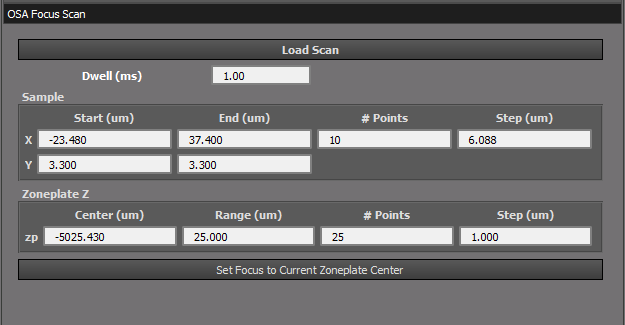 OSA Focus Scan
Load Scan
Dwell (ms) 1.00
Sample
Start (um) End (um) # Points Step (um)
X -23.480 37.400 10 6.088
Y 3.300 3.300
Zoneplate Z
Center (um) Range (um) # Points Step (um)
zp -5025.430 25.000 25 1.000
Set Focus to Current Zoneplate Center